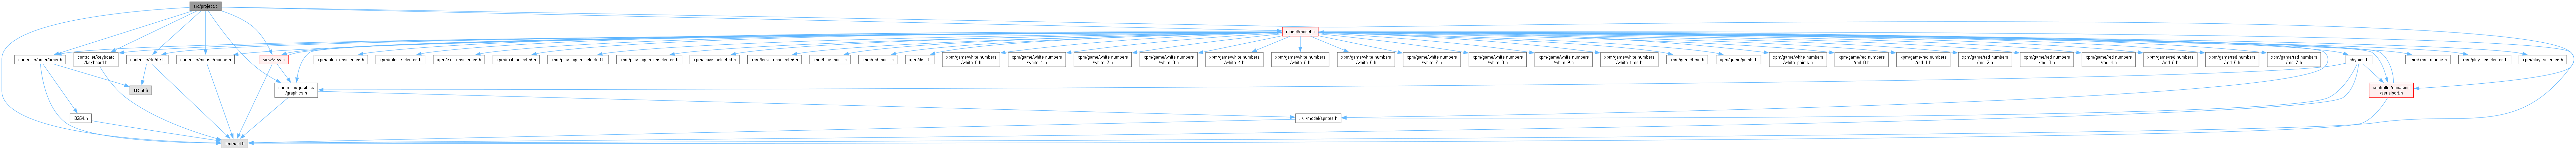 src/project.c
model/model.h
controller/timer/timer.h
controller/keyboard
/keyboard.h
controller/rtc/rtc.h
controller/mouse/mouse.h
view/view.h
xpm/rules_unselected.h
xpm/rules_selected.h
xpm/exit_unselected.h
xpm/exit_selected.h
xpm/play_again_selected.h
xpm/play_again_unselected.h
xpm/leave_selected.h
xpm/leave_unselected.h
xpm/blue_puck.h
xpm/red_puck.h
xpm/disk.h
xpm/game/white numbers
/white_0.h
xpm/game/white numbers
/white_1.h
xpm/game/white numbers
/white_2.h
xpm/game/white numbers
/white_3.h
xpm/game/white numbers
/white_4.h
xpm/game/white numbers
/white_5.h
xpm/game/white numbers
/white_6.h
xpm/game/white numbers
/white_7.h
xpm/game/white numbers
/white_8.h
xpm/game/white numbers
/white_9.h
xpm/game/white numbers
/white_time.h
xpm/game/time.h
xpm/game/points.h
xpm/game/white numbers
/white_points.h
xpm/game/red numbers
/red_0.h
xpm/game/red numbers
/red_1.h
xpm/game/red numbers
/red_2.h
xpm/game/red numbers
/red_3.h
xpm/game/red numbers
/red_4.h
xpm/game/red numbers
/red_5.h
xpm/game/red numbers
/red_6.h
xpm/game/red numbers
/red_7.h
physics.h
xpm/xpm_mouse.h
xpm/play_unselected.h
xpm/play_selected.h
stdint.h
controller/graphics
/graphics.h
controller/serialport
/serialport.h
i8254.h
../../model/sprites.h
lcom/lcf.h